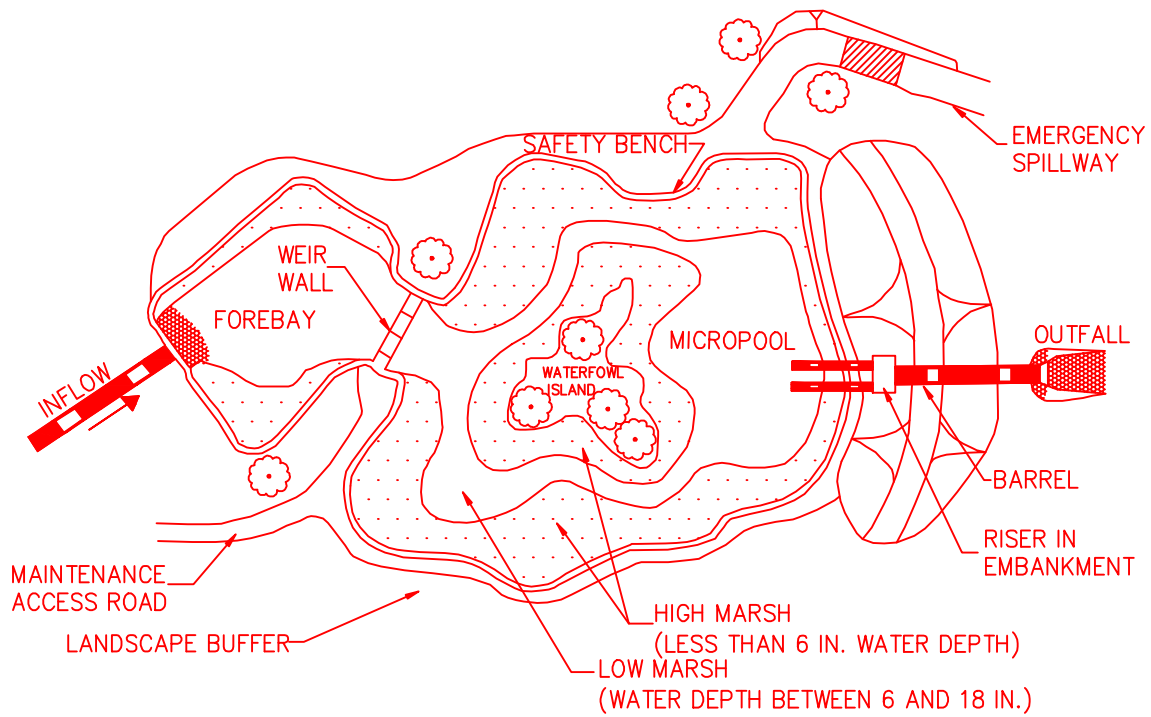 EMERGENCY
SPILLWAY
SAFETY BENCH
WEIR
WALL
FOREBAY
MICROPOOL
OUTFALL
WATERFOWL
ISLAND
INFLOW
BARREL
RISER IN
EMBANKMENT
MAINTENANCE
ACCESS ROAD
LANDSCAPE BUFFER
HIGH MARSH
(LESS THAN 6 IN. WATER DEPTH)
LOW MARSH
(WATER DEPTH BETWEEN 6 AND 18 IN.)